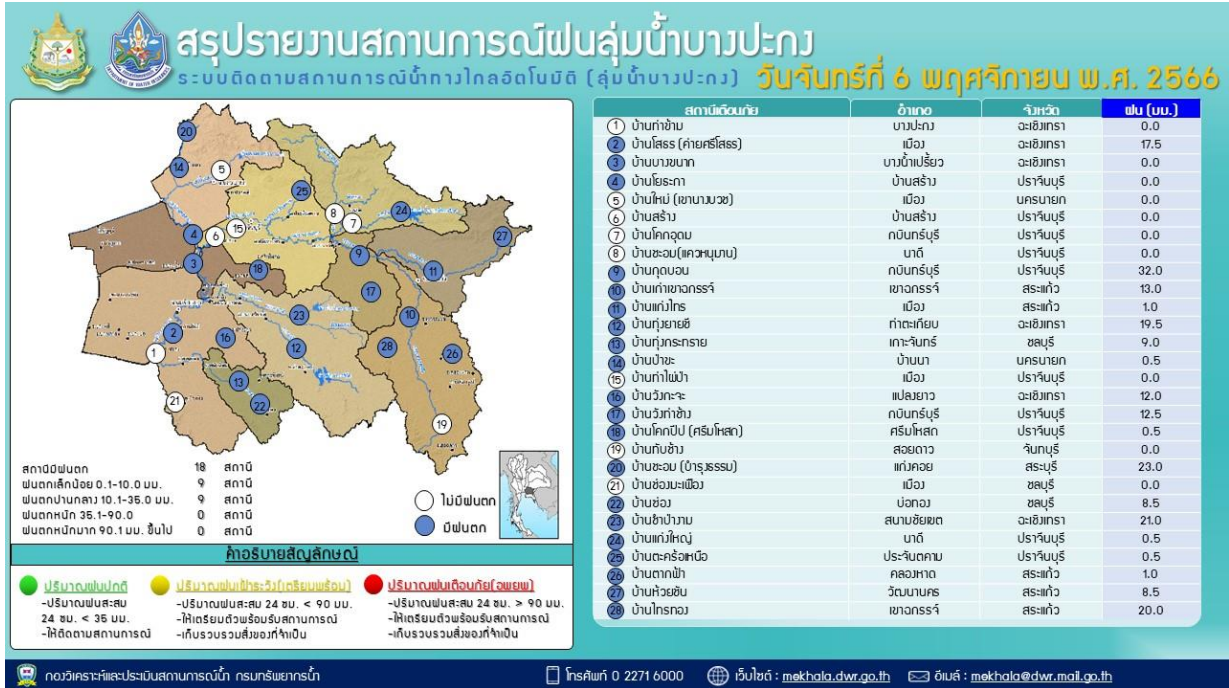 สรุปรายงานสถานการณ์ฝนลุ่มน้ำบางปะกง
ระบบติดตามสถานการณ์น้ำทางไกลอัตโนมัติ (ลุ่มน้ำบางปะกง) วันจันทร์ที่ 6 พฤศจิกายน พ.ศ. 2566
สถานีเตือนภัย อำเภอ จังหวัด ฝน (มม.)
1 บ้านท่าข้าม บางปะกง ฉะเชิงเทรา 0.0
2 บ้านโสธร (ค่ายศรีโสธร) เมือง ฉะเชิงเทรา 17.5
3 บ้านบางขนาก บางน้ำเปรี้ยว ฉะเชิงเทรา 0.0
4 บ้านโยธะกา บ้านสร้าง ปราจีนบุรี 0.0
5 บ้านใหม่ (เขานางบวช) เมือง นครนายก 0.0
6 บ้านสร้าง บ้านสร้าง ปราจีนบุรี 0.0
7 บ้านโคกอุดม กบินทร์บุรี ปราจีนบุรี 0.0
8 บ้านซะอม(แควหนุมาน) นาดี ปราจีนบุรี 0.0
9 บ้านกุดบอน กบินทร์บุรี ปราจีนบุรี 32.0
10 บ้านเก่าเขาฉกรรจ์ เขาฉกรรจ์ สระแก้ว 13.0
11 บ้านแก่งไทร เมือง สระแก้ว 1.0
12 บ้านทุ่งยายชี ท่าตะเกียบ ฉะเชิงเทรา 19.5
13 บ้านทุ่งกระทราย เกาะจันทร์ ชลบุรี 9.0
14 บ้านป่าขะ บ้านนา นครนายก 0.5
15 บ้านท่าไผ่ป่า เมือง ปราจีนบุรี 0.0
16 บ้านวังกะจะ แปลงยาว ฉะเชิงเทรา 12.0
17 บ้านวังท่าช้าง กบินทร์บุรี ปราจีนบุรี 12.5
18 บ้านโคกปีป (ศรีมโหสถ) ศรีมโหสถ ปราจีนบุรี 0.5
19 บ้านทับช้าง สอยดาว จันทบุรี 0.0
20 บ้านซะอม (บำรุงธรรม) แก่งคอย สระบุรี 23.0
21 บ้านช่องมะเฟือง เมือง ชลบุรี 0.0
22 บ้านช่อง บ่อทอง ชลบุรี 8.5
23 บ้านชำป่างาม สนามชัยเขต ฉะเชิงเทรา 21.0
24 บ้านแก่งใหญ่ นาดี ปราจีนบุรี 0.5
25 บ้านตะคร้อเหนือ ประจันตคาม ปราจีนบุรี 0.5
26 บ้านตากฟ้า คลองหาด สระแก้ว 1.0
27 บ้านห้วยชัน วัฒนานคร สระแก้ว 8.5
28 บ้านไทรทอง เขาฉกรรจ์ สระแก้ว 20.0
20
14
5
25
8
7
24
4
6
15
27
3
18
9
11
17
23
10
2
16
12
28
26
1
13
22
21
19
สถานีมีฝนตก 18 สถานี
ฝนตกเล็กน้อย 0.1-10.0 มม. 9 สถานี
ฝนตกปานกลาง 10.1-35.0 มม. 9 สถานี
ฝนตกหนัก 35.1-90.0 0 สถานี
ฝนตกหนักมาก 90.1 มม. ขึ้นไป 0 สถานี
ไม่มีฝนตก
มีฝนตก
คำอธิบายสัญลักษณ์
ปริมาณฝนปกติ
-ปริมาณฝนสะสม
24 ชม. < 35 มม.
-ให้ติดตามสถานการณ์
ปริมาณฝนเฝ้าระวัง(เตรียมพร้อม)
-ปริมาณฝนสะสม 24 ชม. < 90 มม.
-ให้เตรียมตัวพร้อมรับสถานการณ์
-เก็บรวบรวมสิ่งของที่จำเป็น
ปริมาณฝนเตือนภัย(อพยพ)
-ปริมาณฝนสะสม 24 ชม. > 90 มม.
-ให้เตรียมตัวพร้อมรับสถานการณ์
-เก็บรวบรวมสิ่งของที่จำเป็น
กองวิเคราะห์และประเมินสถานการณ์น้ำ กรมทรัพยากรน้ำ โทรศัพท์ 0 2271 6000 เว็บไซต์ : mekhala.dwr.go.th อีเมล์ : mekhala@dwr.mail.go.th